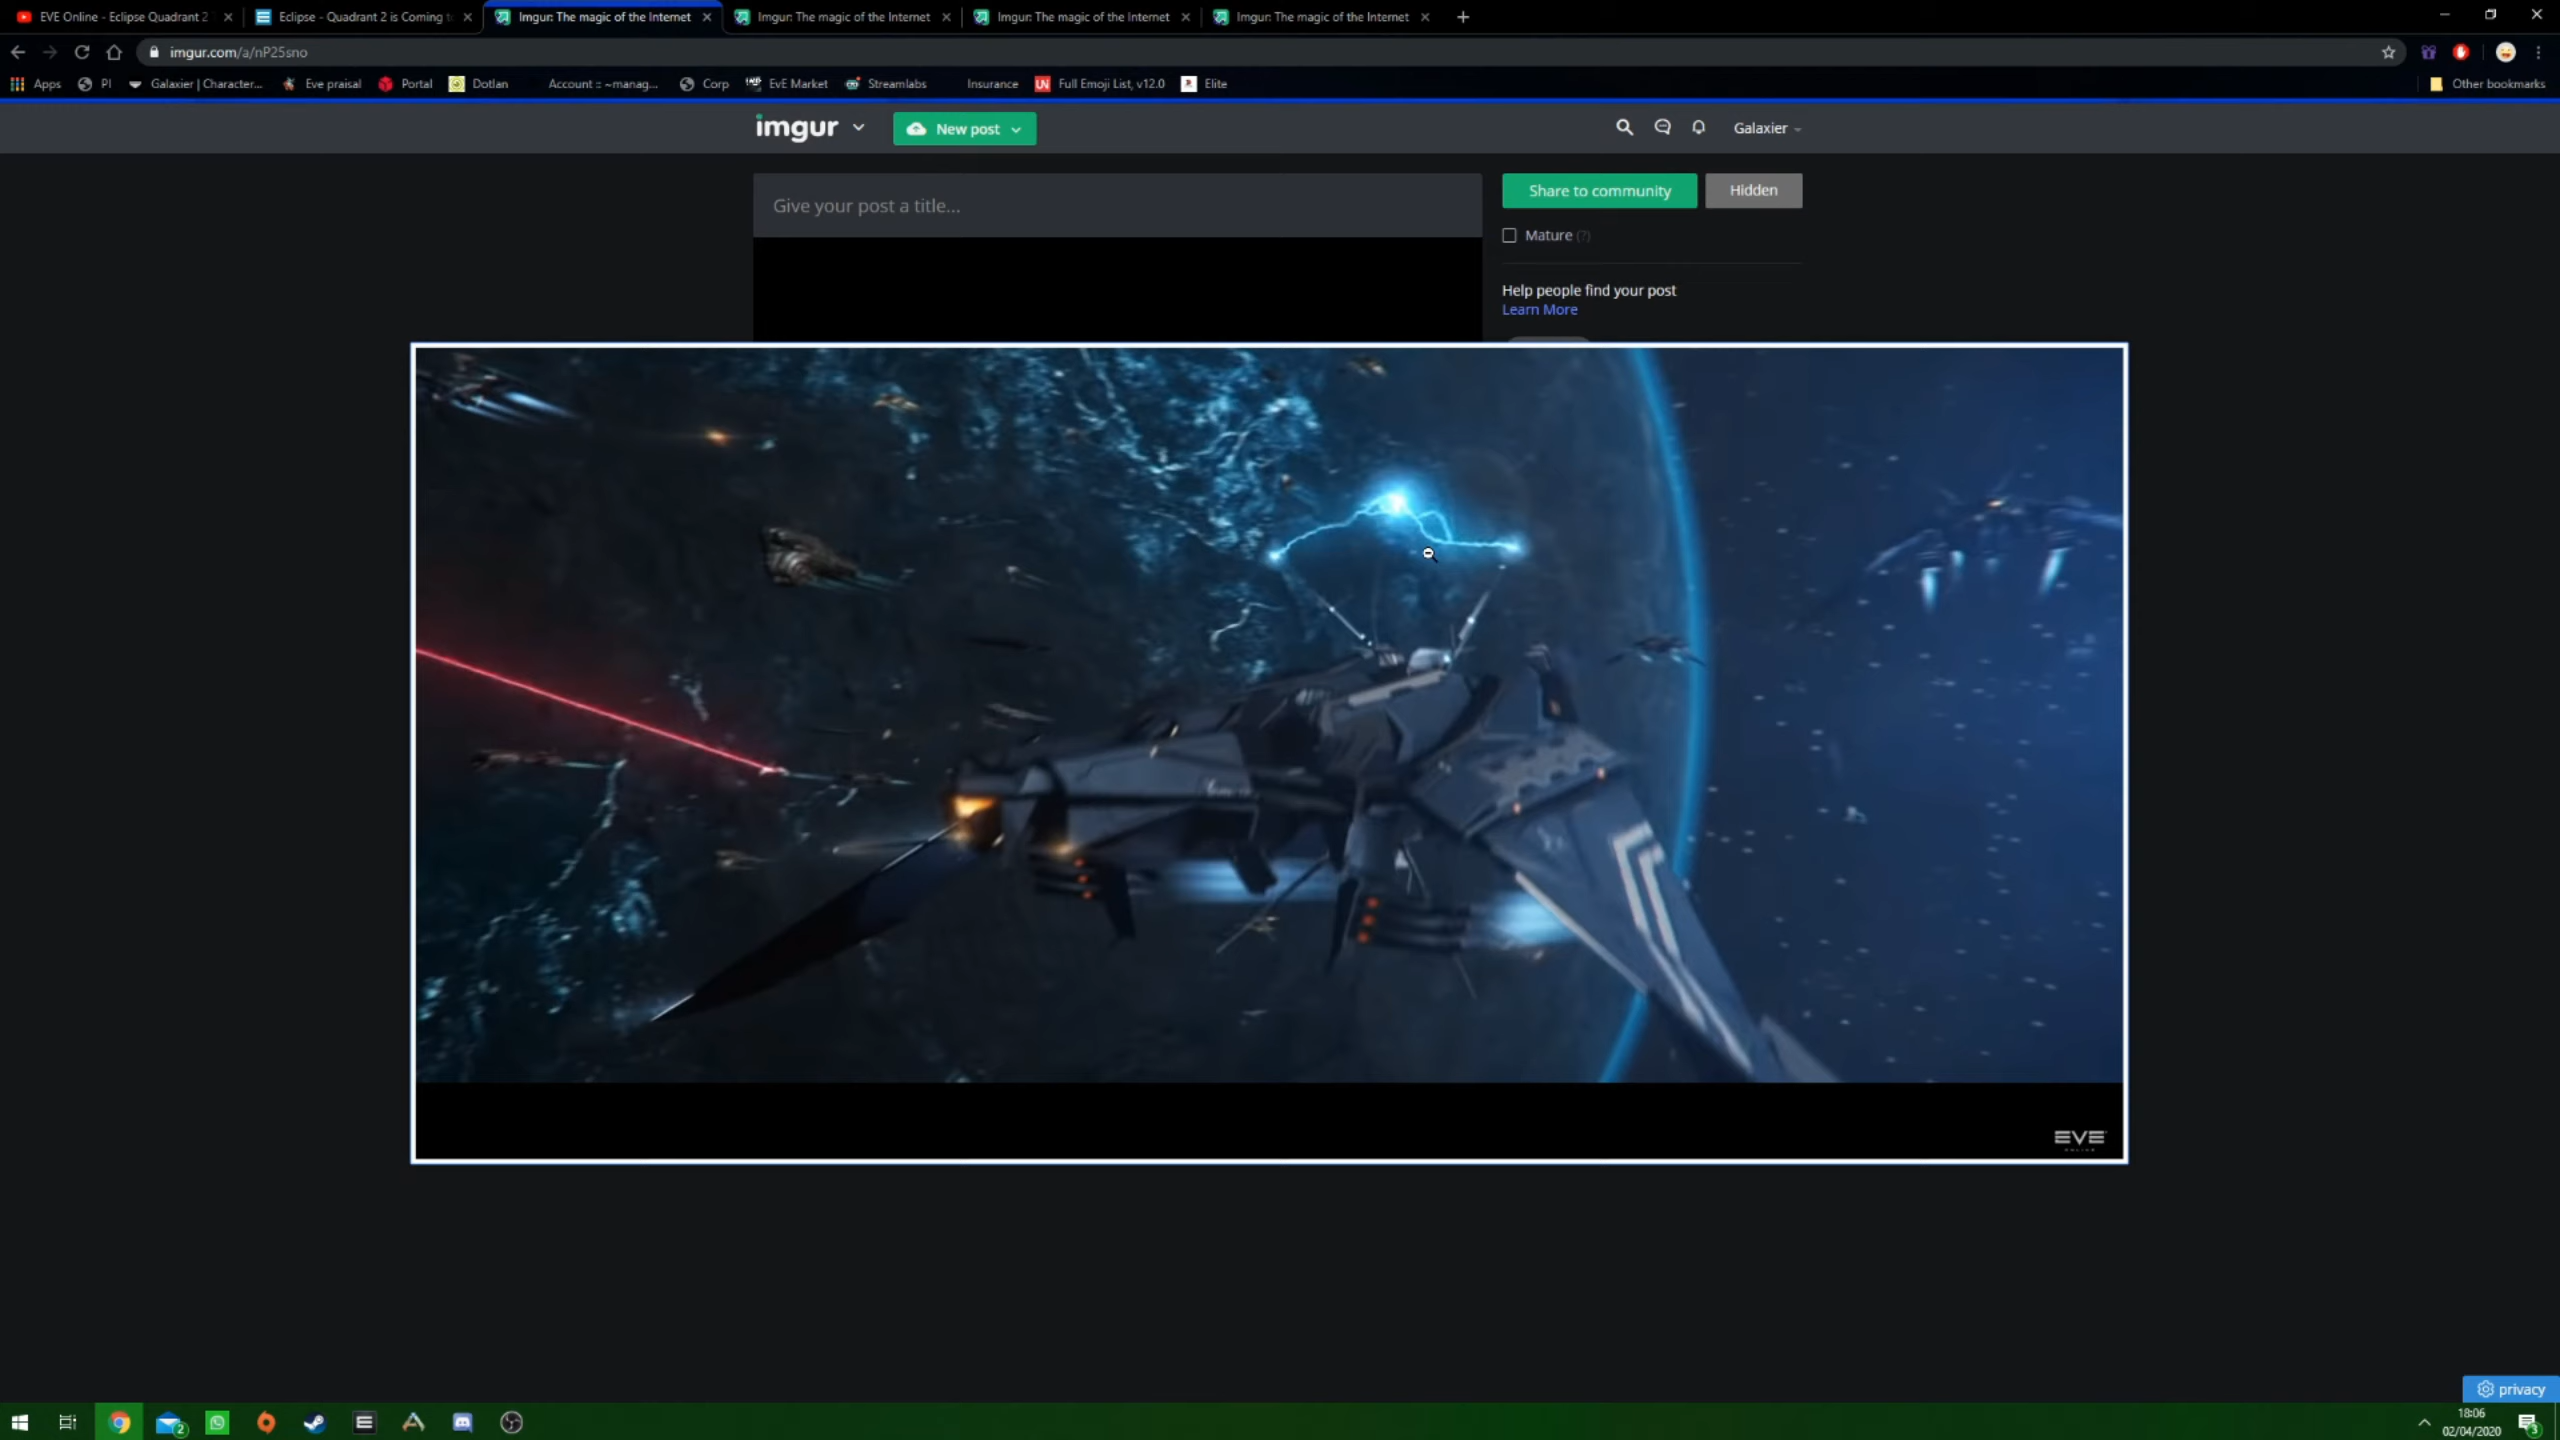 EVE Online - Eclipse Quadrant 2
Eclipse - Quadrant 2 is Coming t
Imgur: The magic of the Internet
Imgur: The magic of the Internet
Imgur: The magic of the Internet
Imgur: The magic of the Internet
imgur.com/a/nP25sno
Apps
PI
Galaxier | Character...
Eve praisal
Portal
Dotlan
Account :: ~manag...
Corp
EvE Market
Streamlabs
Insurance
UN
Full Emoji List, v12.0
Elite
Other bookmarks
imgur
New post
Galaxier
Give your post a title...
Share to community
Hidden
Mature (?)
Help people find your post
Learn More
EVE
privacy
2
18:06
02/04/2020
3